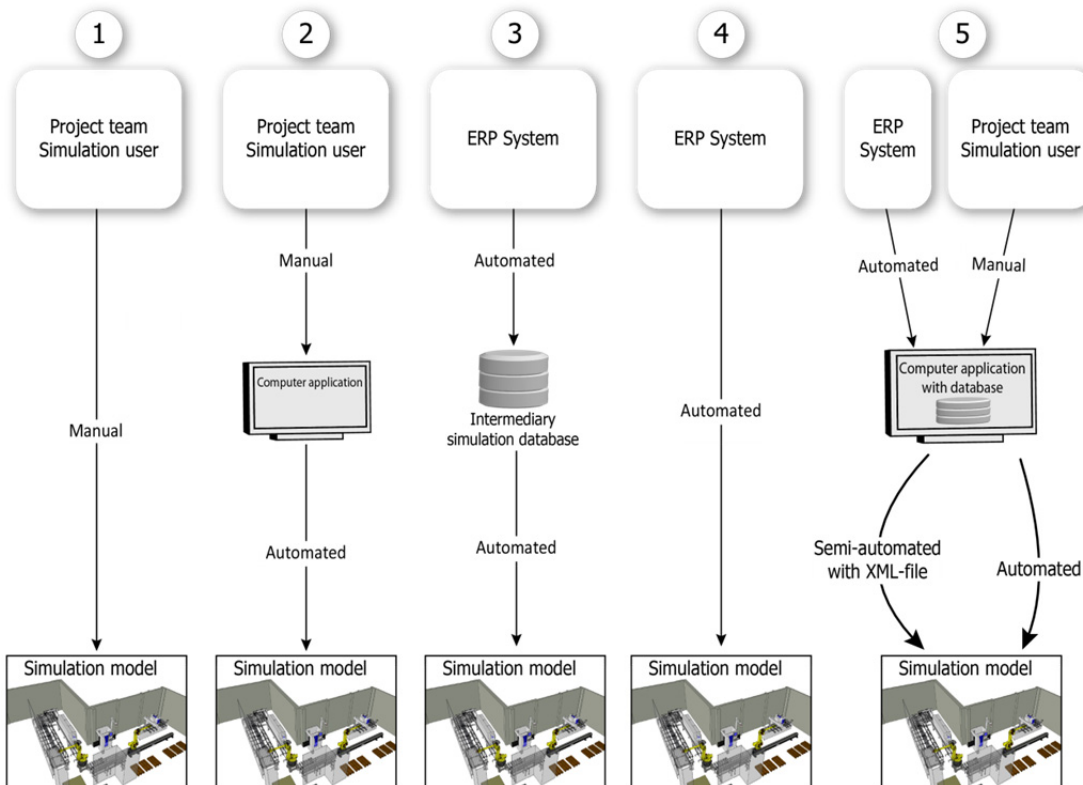 1
Project team
Simulation user
Manual
Simulation model
2
Project team
Simulation user
Manual
Computer application
Automated
Simulation model
3
ERP System
Automated
Intermediary
simulation database
Automated
Simulation model
4
ERP System
Automated
Simulation model
5
ERP
System
Project team
Simulation user
Automated
Manual
Computer application
with database
Semi-automated
with XML-file
Automated
Simulation model